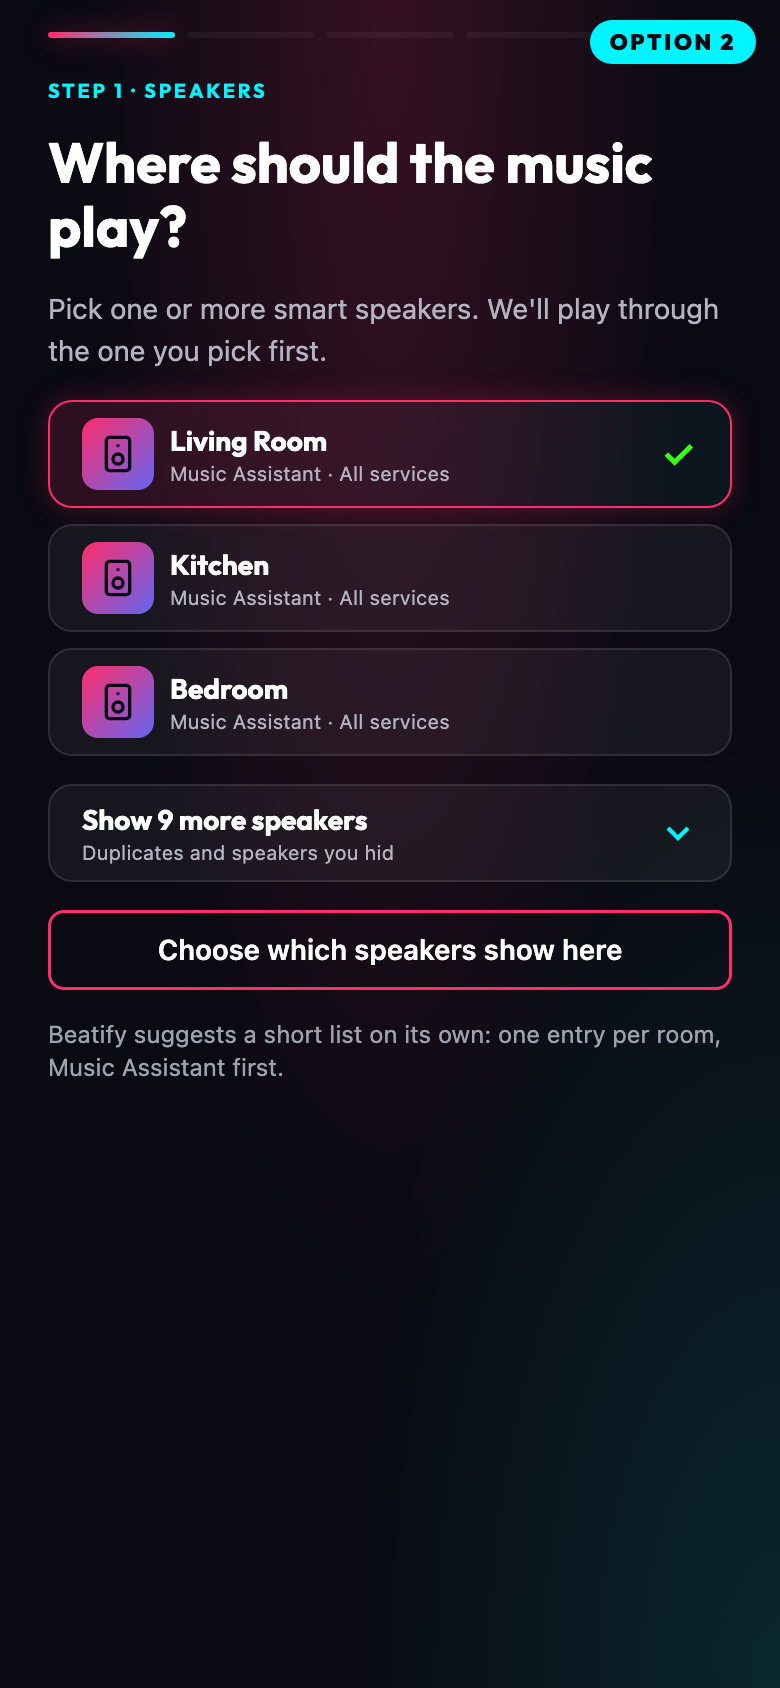 OPTION 2
STEP 1 · SPEAKERS
Where should the music
play?
Pick one or more smart speakers. We'll play through
the one you pick first.
Living Room
Music Assistant · All services
Kitchen
Music Assistant · All services
Bedroom
Music Assistant · All services
Show 9 more speakers
Duplicates and speakers you hid
Choose which speakers show here
Beatify suggests a short list on its own: one entry per room,
Music Assistant first.